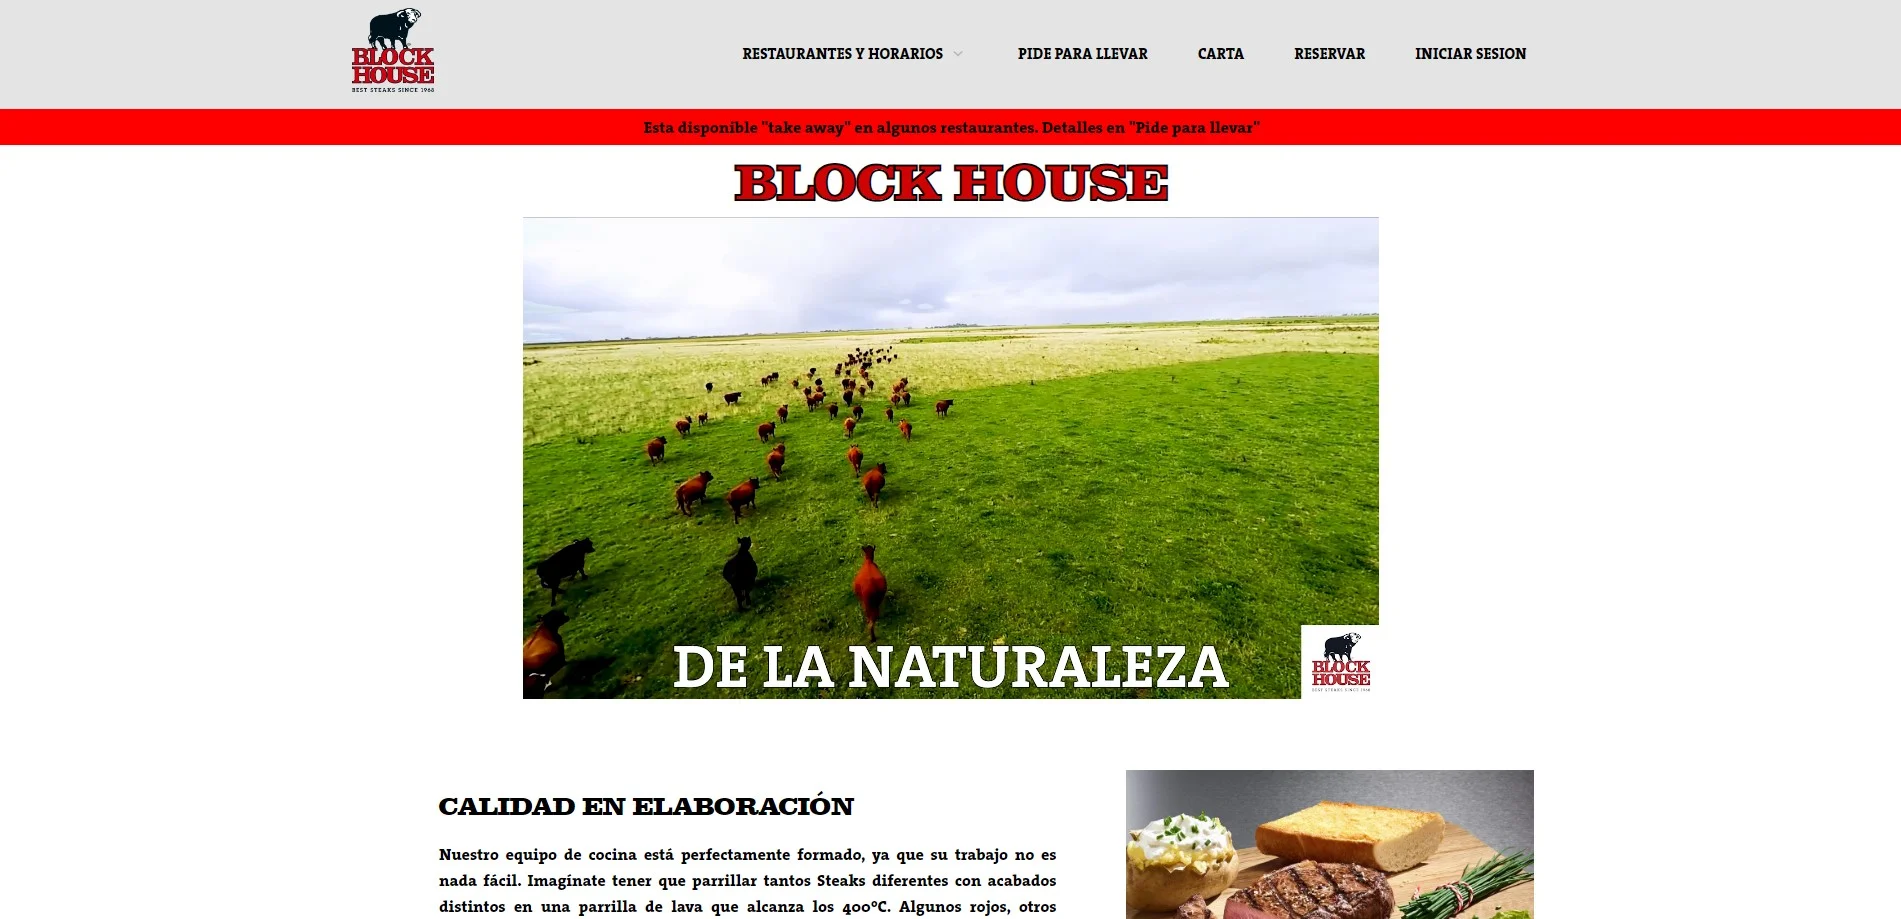 BLOCK
HOUSE
BEST STEAKS SINCE 1968
RESTAURANTES Y HORARIOS
PIDE PARA LLEVAR
CARTA
RESERVAR
INICIAR SESION
Esta disponible "take away" en algunos restaurantes. Detalles en "Pide para llevar"
BLOCK HOUSE
DE LA NATURALEZA
BLOCK
HOUSE
BEST STEAKS SINCE 1968
CALIDAD EN ELABORACIÓN
Nuestro equipo de cocina está perfectamente formado, ya que su trabajo no es
nada fácil. Imagínate tener que parrillar tantos Steaks diferentes con acabados
distintos en una parrilla de lava que alcanza los 400ºC. Algunos rojos, otros